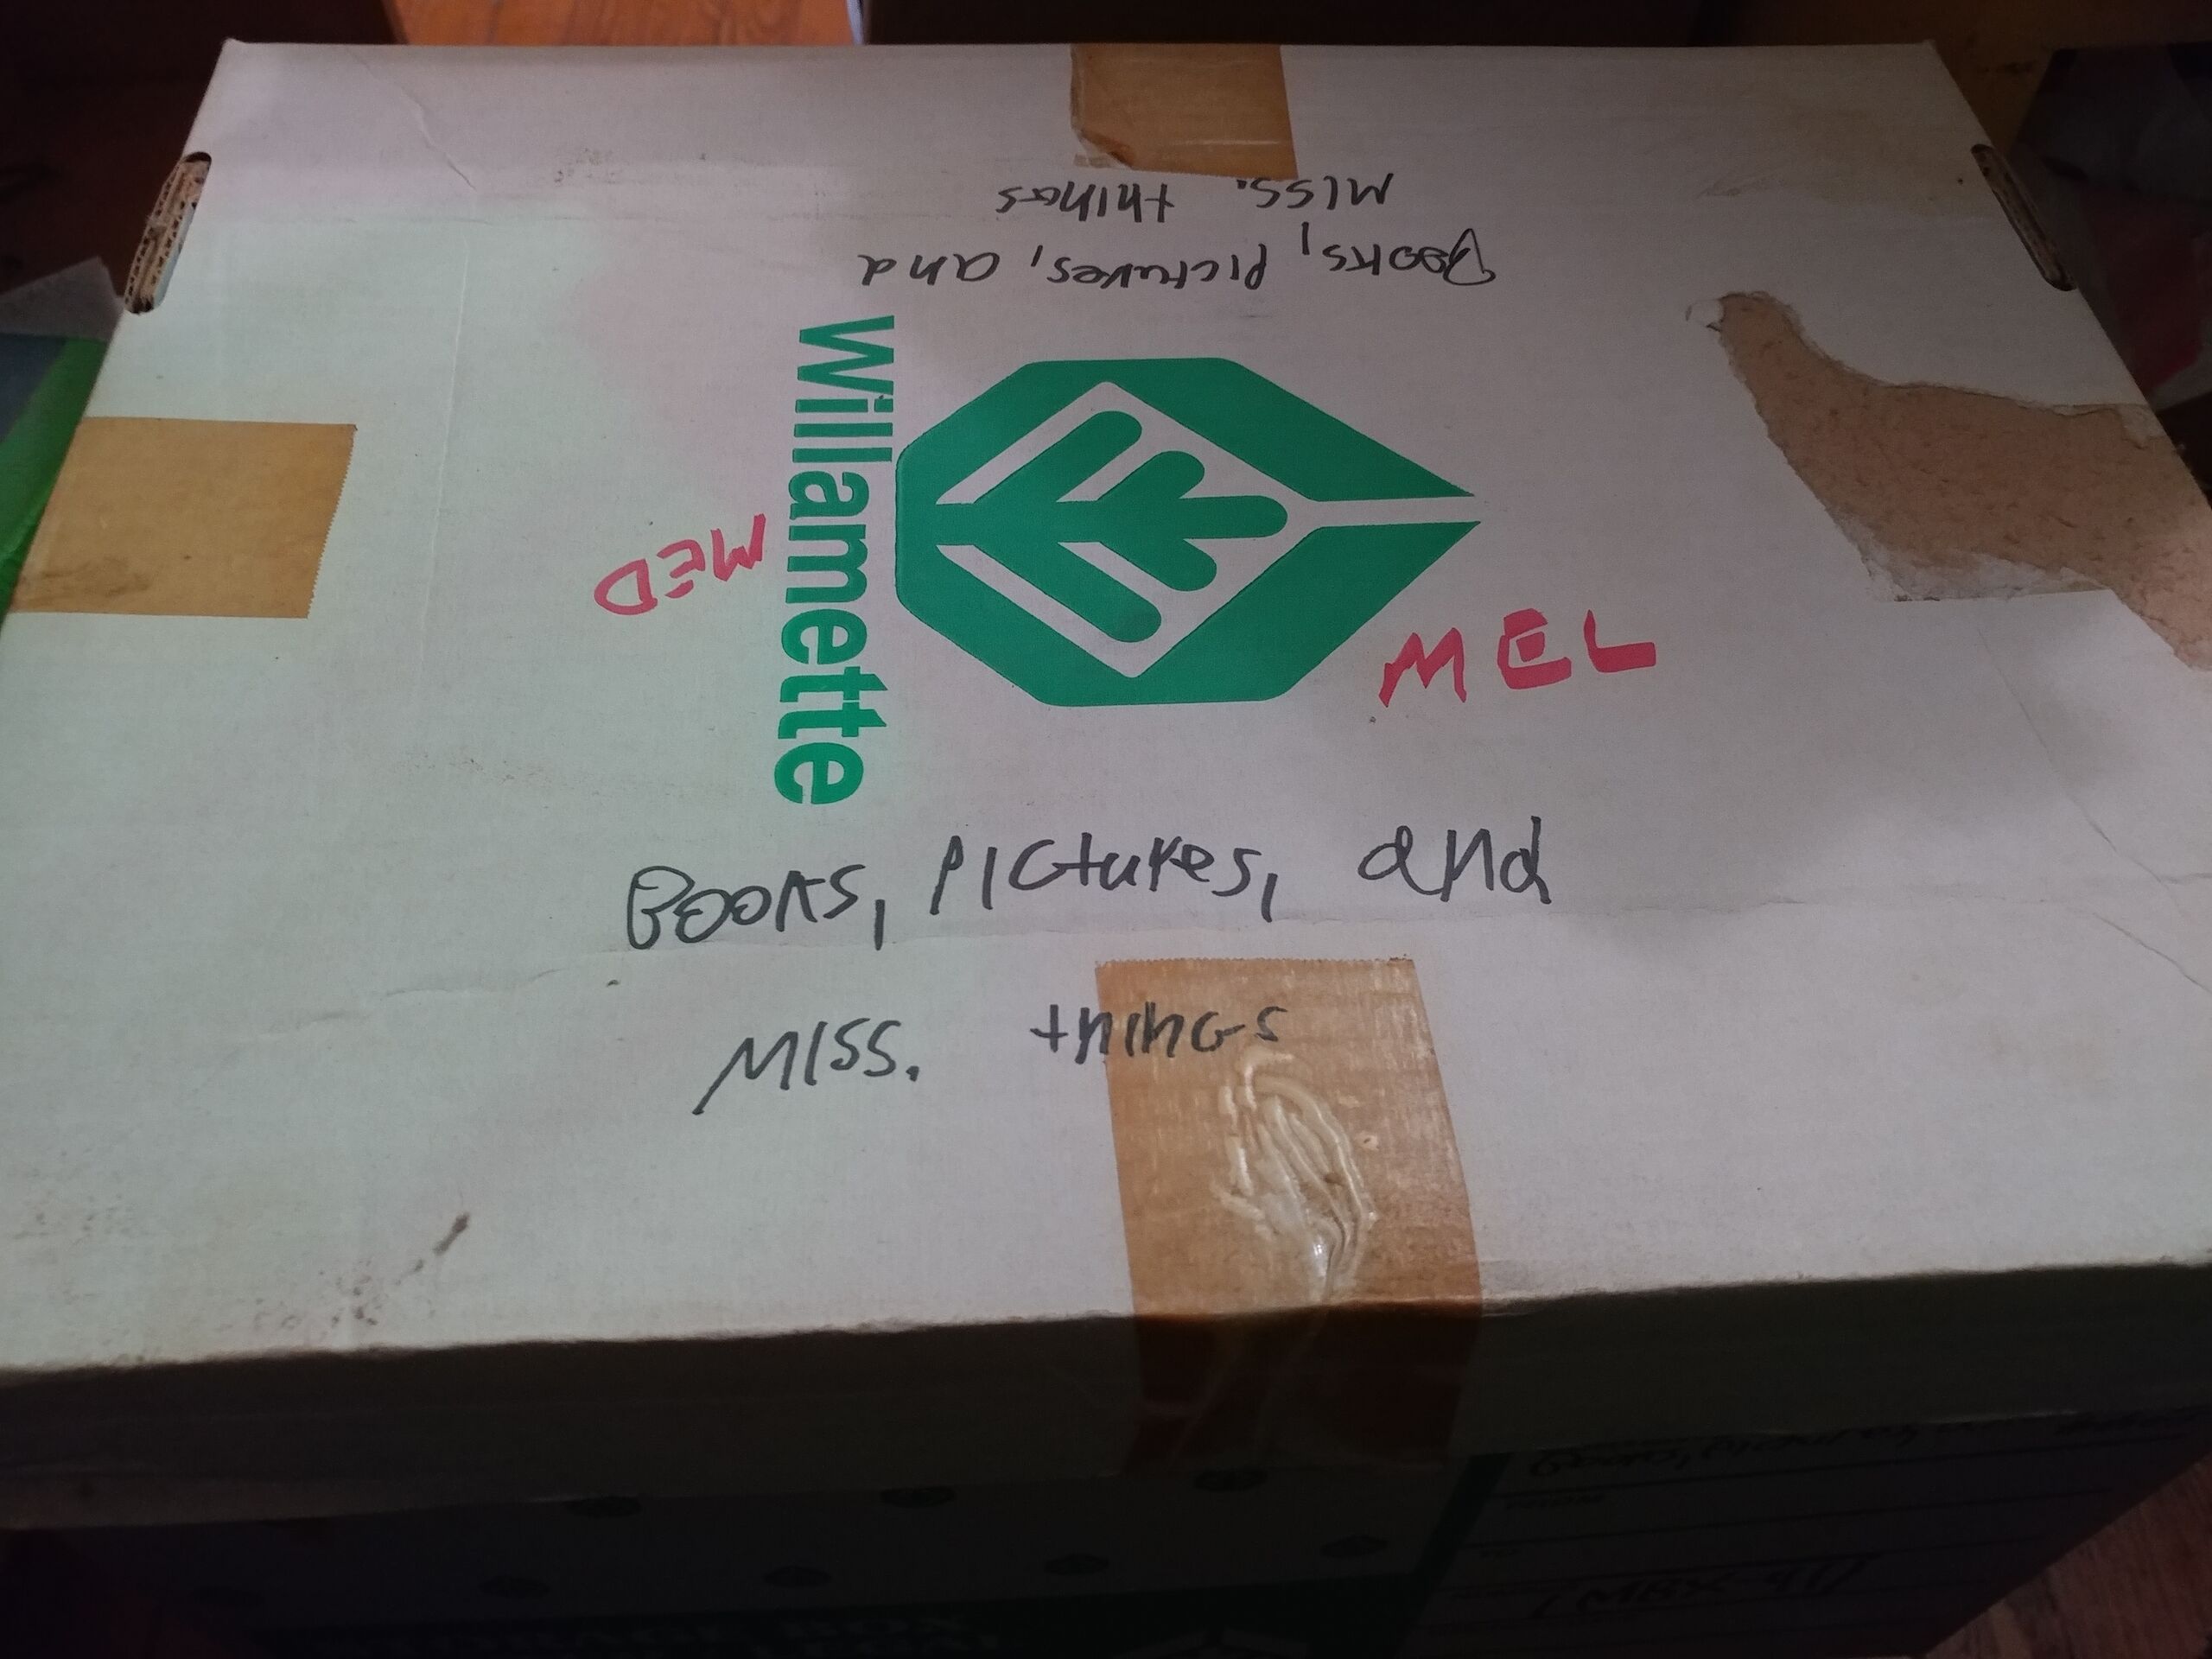 Books, Pictures, and
Miss. things
Willamette
MED
MEL
Books, Pictures, and
Miss. things